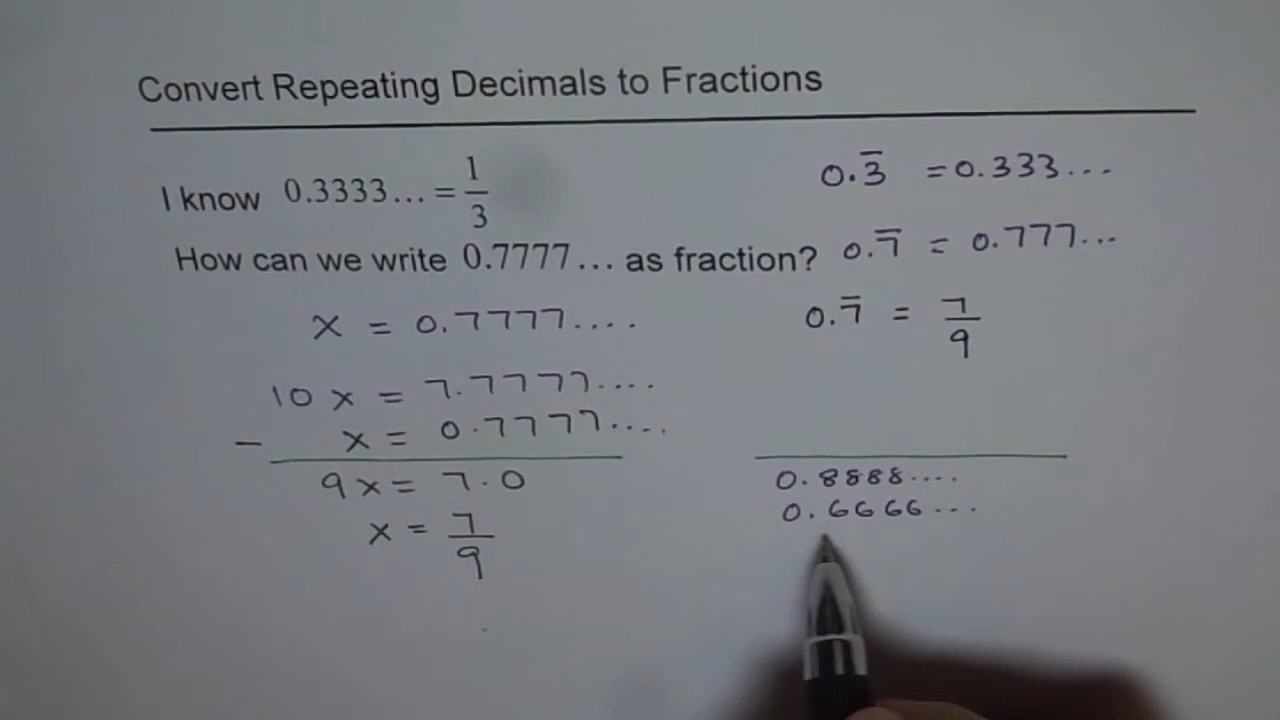 Convert Repeating Decimals to Fractions
I know 0.3333... = 1/3
How can we write 0.7777... as fraction?
x = 0.7777....
10 x = 7.7777....
- x = 0.7777....
9x = 7.0
x = 7/9
0.3̅ = 0.333...
0.7̅ = 0.777...
0.7̅ = 7/9
0.8888....
0.6666...